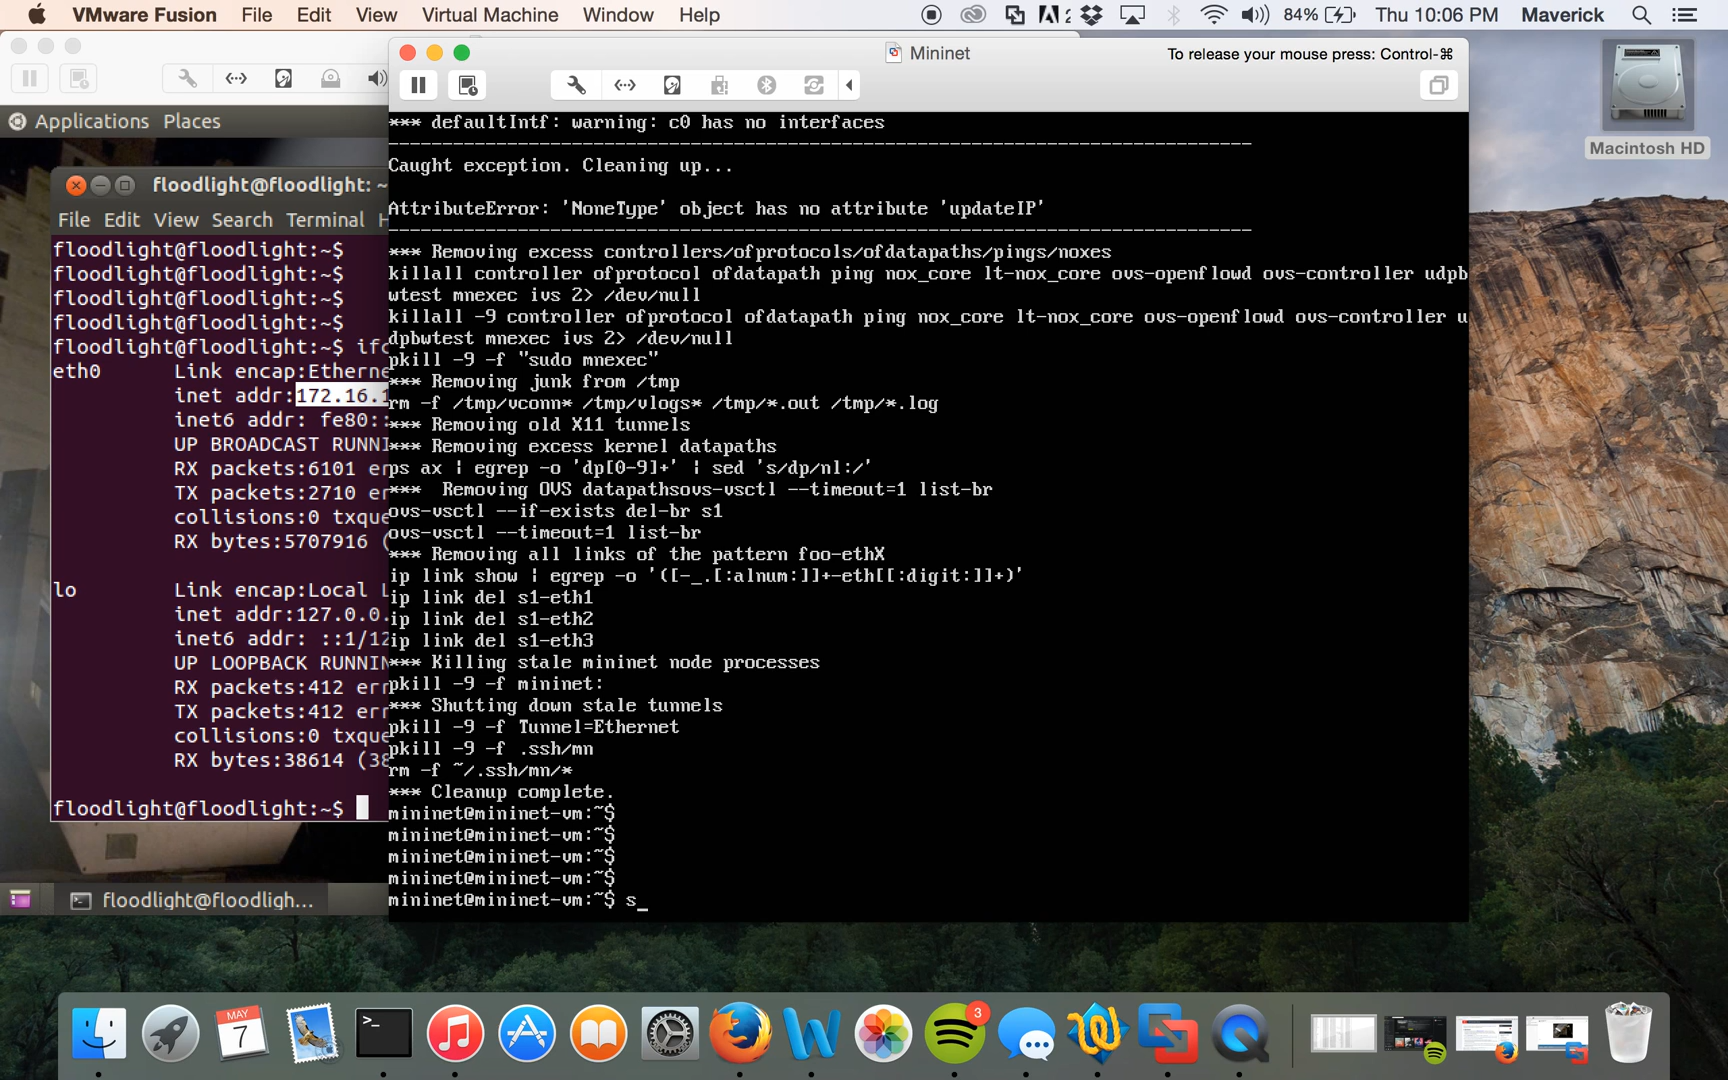 VMware Fusion File Edit View Virtual Machine Window Help 2 84% Thu 10:06 PM Maverick
Mininet To release your mouse press: Control-⌘
Macintosh HD
Applications Places
floodlight@floodlight: ~
File Edit View Search Terminal H
floodlight@floodlight:~$
floodlight@floodlight:~$
floodlight@floodlight:~$
floodlight@floodlight:~$
floodlight@floodlight:~$ ifc
eth0 Link encap:Etherne
inet addr:172.16.1
inet6 addr: fe80::
UP BROADCAST RUNNI
RX packets:6101 er
TX packets:2710 er
collisions:0 txque
RX bytes:5707916 (
lo Link encap:Local L
inet addr:127.0.0.
inet6 addr: ::1/12
UP LOOPBACK RUNNIN
RX packets:412 err
TX packets:412 err
collisions:0 txque
RX bytes:38614 (38
floodlight@floodlight:~$
floodlight@floodligh...
*** defaultIntf: warning: c0 has no interfaces
--------------------------------------------------------------------------------
Caught exception. Cleaning up...
AttributeError: 'NoneType' object has no attribute 'updateIP'
--------------------------------------------------------------------------------
*** Removing excess controllers/ofprotocols/ofdatapaths/pings/noxes
killall controller ofprotocol ofdatapath ping nox_core lt-nox_core ovs-openflowd ovs-controller udpb
wtest mnexec ivs 2> /dev/null
killall -9 controller ofprotocol ofdatapath ping nox_core lt-nox_core ovs-openflowd ovs-controller u
dpbwtest mnexec ivs 2> /dev/null
pkill -9 -f "sudo mnexec"
*** Removing junk from /tmp
rm -f /tmp/vconn* /tmp/vlogs* /tmp/*.out /tmp/*.log
*** Removing old X11 tunnels
*** Removing excess kernel datapaths
ps ax | egrep -o 'dp[0-9]+' | sed 's/dp/nl:/'
***  Removing OVS datapathsovs-vsctl --timeout=1 list-br
ovs-vsctl --if-exists del-br s1
ovs-vsctl --timeout=1 list-br
*** Removing all links of the pattern foo-ethX
ip link show | egrep -o '([-_.[:alnum:]]+-eth[[:digit:]]+)'
ip link del s1-eth1
ip link del s1-eth2
ip link del s1-eth3
*** Killing stale mininet node processes
pkill -9 -f mininet:
*** Shutting down stale tunnels
pkill -9 -f Tunnel=Ethernet
pkill -9 -f .ssh/mn
rm -f ~/.ssh/mn/*
*** Cleanup complete.
mininet@mininet-vm:~$
mininet@mininet-vm:~$
mininet@mininet-vm:~$
mininet@mininet-vm:~$
mininet@mininet-vm:~$ s_
MAY
7
3